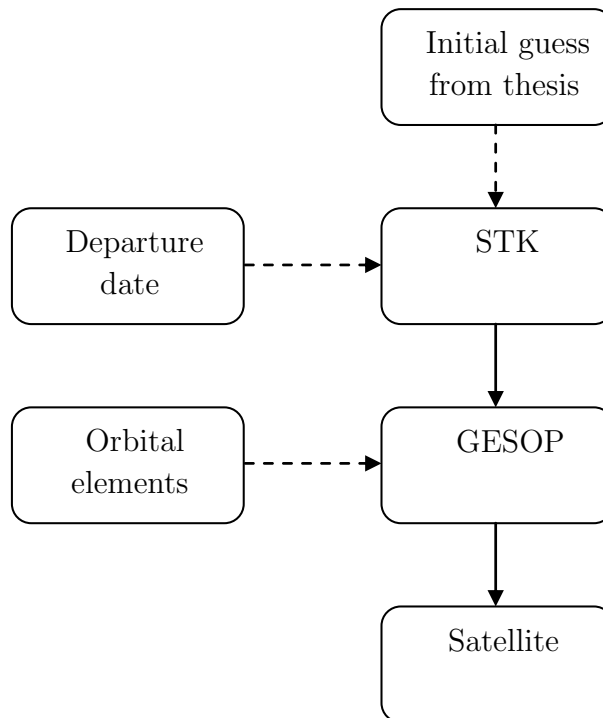 Initial guess
from thesis
Departure
date
STK
Orbital
elements
GESOP
Satellite